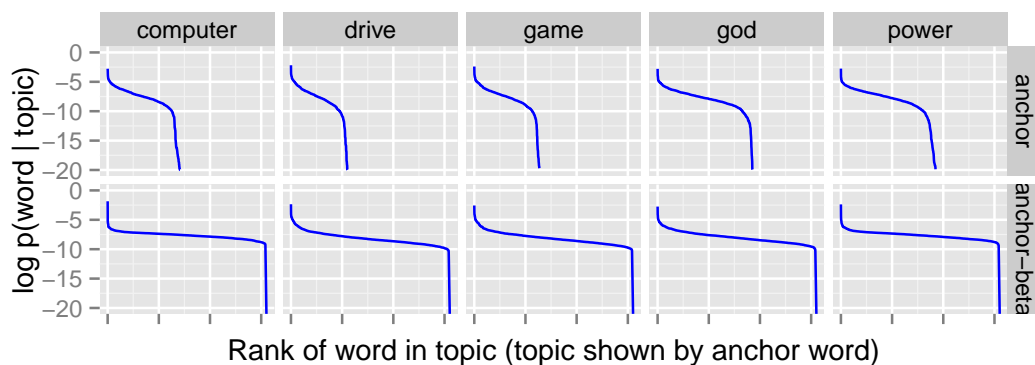 computer drive game god power
0
−5
−10
−15
−20
anchor
0
−5
−10
−15
−20
anchor−beta
log p(word | topic)
Rank of word in topic (topic shown by anchor word)